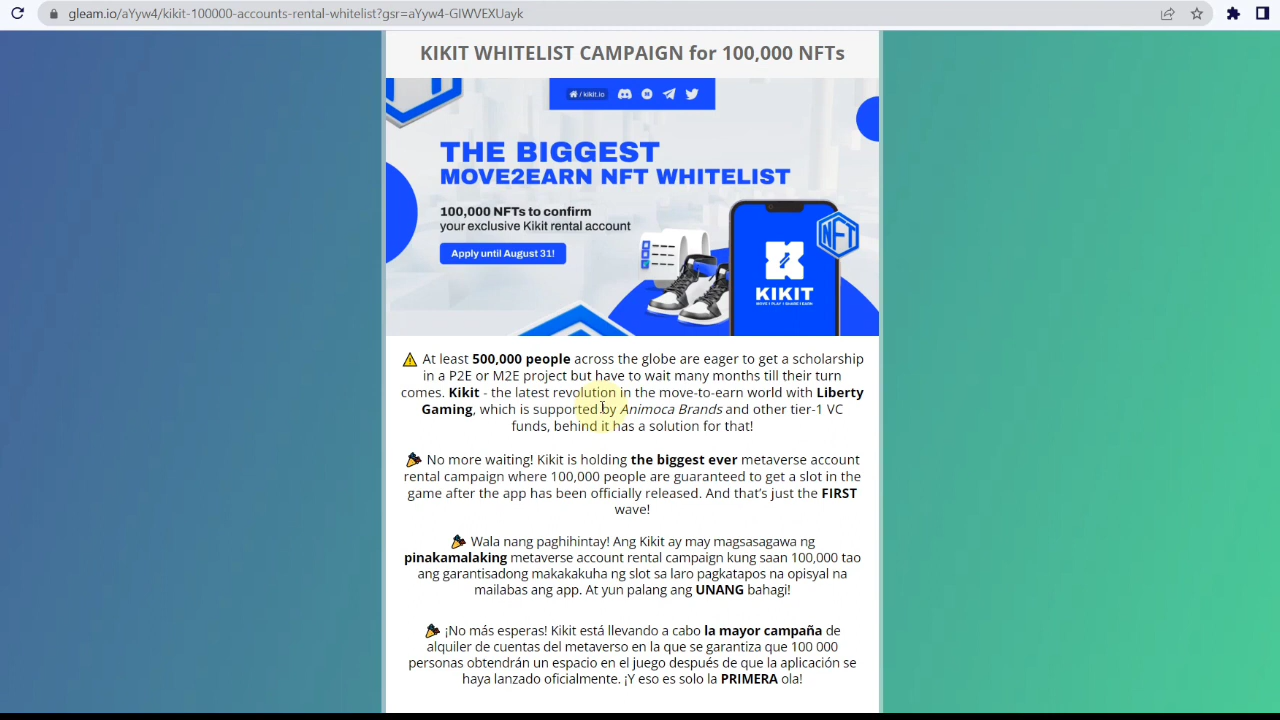 gleam.io/aYyw4/kikit-100000-accounts-rental-whitelist?gsr=aYyw4-GIWVEXUayk
KIKIT WHITELIST CAMPAIGN for 100,000 NFTs
/ kikit.io
THE BIGGEST
MOVE2EARN NFT WHITELIST
100,000 NFTs to confirm
your exclusive Kikit rental account
Apply until August 31!
NFT
KIKIT
MOVE I PLAY I SHARE I EARN
⚠ At least 500,000 people across the globe are eager to get a scholarship
in a P2E or M2E project but have to wait many months till their turn
comes. Kikit - the latest revolution in the move-to-earn world with Liberty
Gaming, which is supported by Animoca Brands and other tier-1 VC
funds, behind it has a solution for that!
🎉 No more waiting! Kikit is holding the biggest ever metaverse account
rental campaign where 100,000 people are guaranteed to get a slot in the
game after the app has been officially released. And that's just the FIRST
wave!
🎉 Wala nang paghihintay! Ang Kikit ay may magsasagawa ng
pinakamalaking metaverse account rental campaign kung saan 100,000 tao
ang garantisadong makakakuha ng slot sa laro pagkatapos na opisyal na
mailabas ang app. At yun palang ang UNANG bahagi!
🎉 ¡No más esperas! Kikit está llevando a cabo la mayor campaña de
alquiler de cuentas del metaverso en la que se garantiza que 100 000
personas obtendrán un espacio en el juego después de que la aplicación se
haya lanzado oficialmente. ¡Y eso es solo la PRIMERA ola!